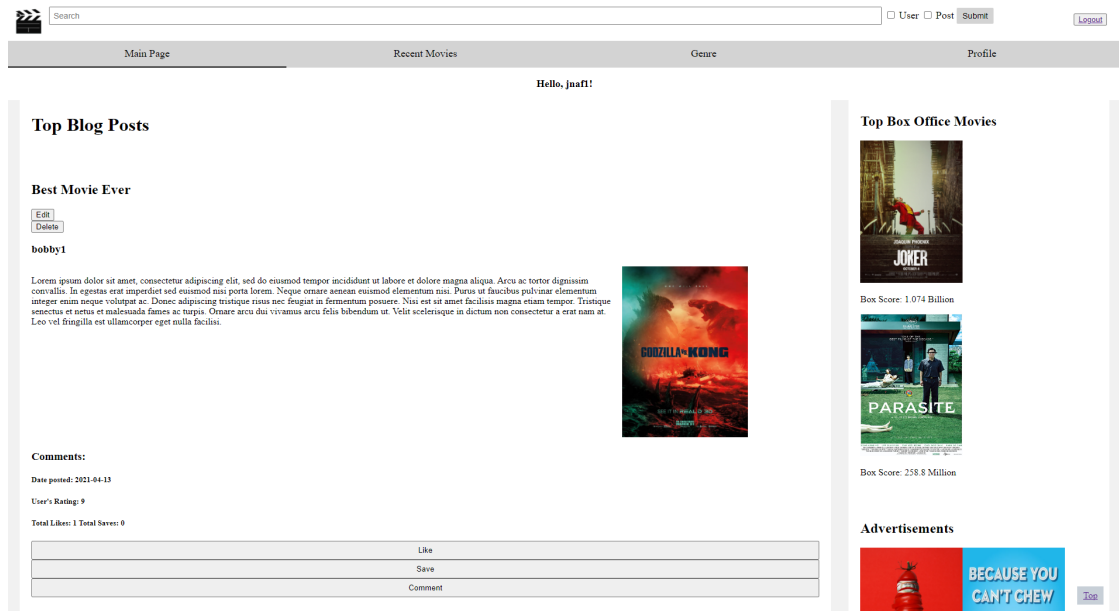 Search
User
Post
Submit
Logout
Main Page
Recent Movies
Genre
Profile
Hello, jnaf1!
Top Blog Posts
Best Movie Ever
Edit
Delete
bobby1
Lorem ipsum dolor sit amet, consectetur adipiscing elit, sed do eiusmod tempor incididunt ut labore et dolore magna aliqua. Arcu ac tortor dignissim
convallis. In egestas erat imperdiet sed euismod nisi porta lorem. Neque ornare aenean euismod elementum nisi. Purus ut faucibus pulvinar elementum
integer enim neque volutpat ac. Donec adipiscing tristique risus nec feugiat in fermentum posuere. Nisi est sit amet facilisis magna etiam tempor. Tristique
senectus et netus et malesuada fames ac turpis. Ornare arcu dui vivamus arcu felis bibendum ut. Velit scelerisque in dictum non consectetur a erat nam at.
Leo vel fringilla est ullamcorper eget nulla facilisi.
GODZILLA VS KONG
Comments:
Date posted: 2021-04-13
User's Rating: 9
Total Likes: 1 Total Saves: 0
Like
Save
Comment
Top Box Office Movies
JOAQUIN PHOENIX
JOKER
OCTOBER 4
Box Score: 1.074 Billion
PARASITE
Box Score: 258.8 Million
Advertisements
BECAUSE YOU
CAN'T CHEW
Top